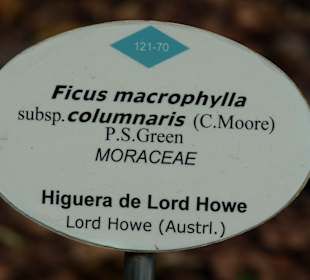 121-70
Ficus macrophylla
subsp.columnaris (C.Moore)
P.S.Green
MORACEAE
Higuera de Lord Howe
Lord Howe (Austrl.)